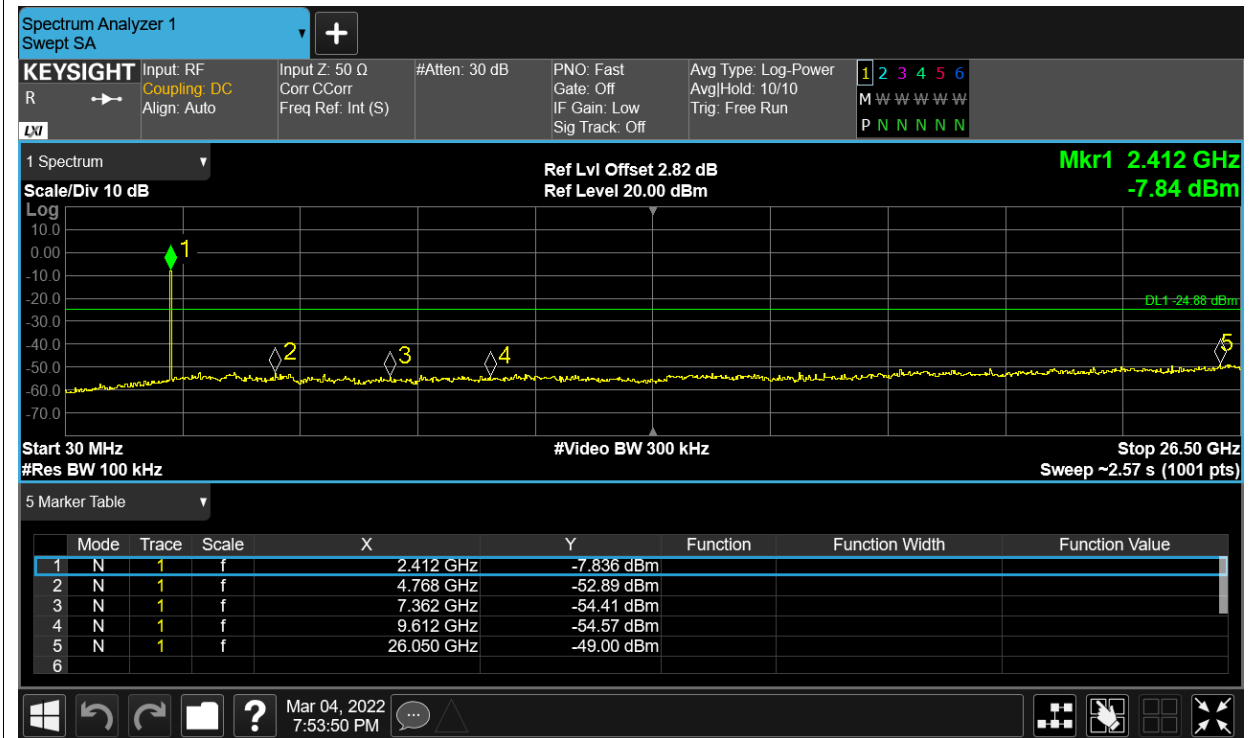 Spectrum Analyzer 1
Swept SA
KEYSIGHT
R
LXI
Input: RF
Coupling: DC
Align: Auto
Input Z: 50 Ω
Corr CCorr
Freq Ref: Int (S)
#Atten: 30 dB
PNO: Fast
Gate: Off
IF Gain: Low
Sig Track: Off
Avg Type: Log-Power
Avg|Hold: 10/10
Trig: Free Run
1 2 3 4 5 6
M W W W W W
P N N N N N
1 Spectrum
Scale/Div 10 dB
Ref Lvl Offset 2.82 dB
Ref Level 20.00 dBm
Mkr1 2.412 GHz
-7.84 dBm
Log
10.0
0.00
-10.0
-20.0
-30.0
-40.0
-50.0
-60.0
-70.0
1
2
3
4
5
DL1 -24.88 dBm
Start 30 MHz
#Res BW 100 kHz
#Video BW 300 kHz
Stop 26.50 GHz
Sweep ~2.57 s (1001 pts)
5 Marker Table
Mode Trace Scale X Y Function Function Width Function Value
1 N 1 f 2.412 GHz -7.836 dBm
2 N 1 f 4.768 GHz -52.89 dBm
3 N 1 f 7.362 GHz -54.41 dBm
4 N 1 f 9.612 GHz -54.57 dBm
5 N 1 f 26.050 GHz -49.00 dBm
6
?
Mar 04, 2022
7:53:50 PM